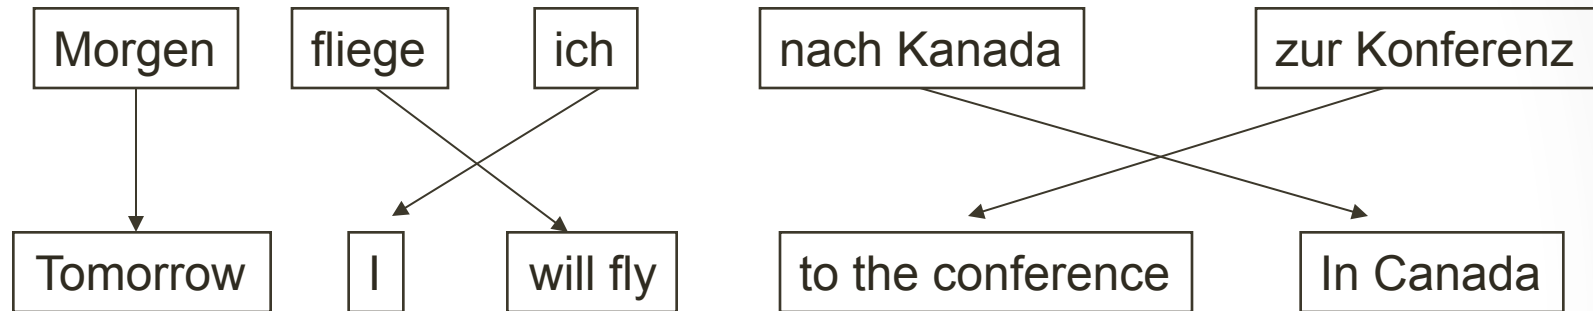 Morgen fliege ich nach Kanada zur Konferenz
Tomorrow I will fly to the conference In Canada